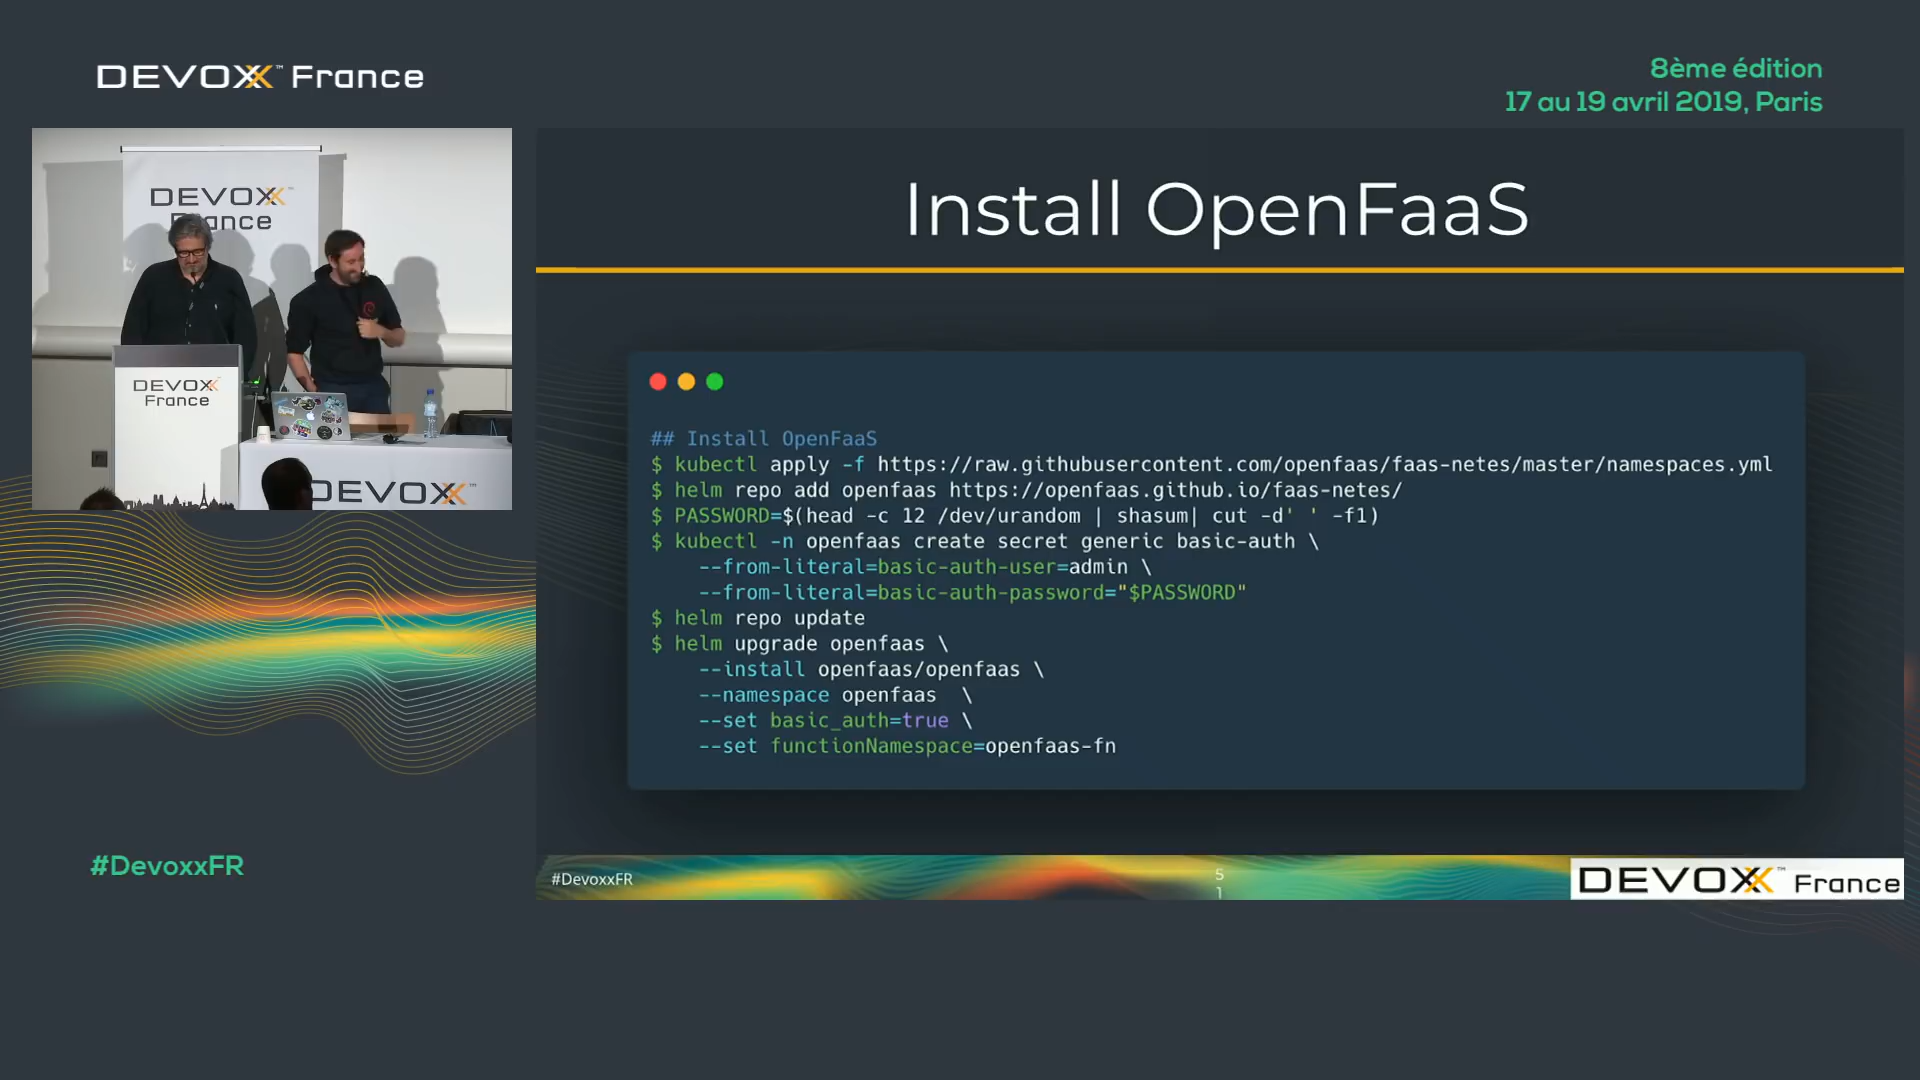 DEVOXX™ France
8ème édition
17 au 19 avril 2019, Paris
DEVOXX
France
DEVOXX
France
DEVOXX™
Install OpenFaaS
## Install OpenFaaS
$ kubectl apply -f https://raw.githubusercontent.com/openfaas/faas-netes/master/namespaces.yml
$ helm repo add openfaas https://openfaas.github.io/faas-netes/
$ PASSWORD=$(head -c 12 /dev/urandom | shasum| cut -d' ' -f1)
$ kubectl -n openfaas create secret generic basic-auth \
--from-literal=basic-auth-user=admin \
--from-literal=basic-auth-password="$PASSWORD"
$ helm repo update
$ helm upgrade openfaas \
--install openfaas/openfaas \
--namespace openfaas  \
--set basic_auth=true \
--set functionNamespace=openfaas-fn
#DevoxxFR
#DevoxxFR
5
1
DEVOXX™ France